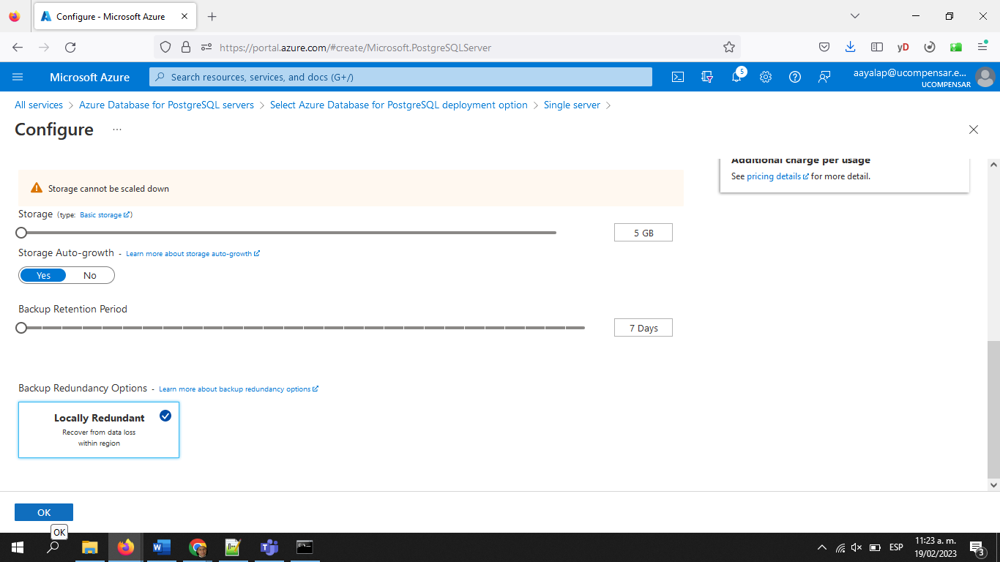 Configure - Microsoft Azure
https://portal.azure.com/#create/Microsoft.PostgreSQLServer
yD
Microsoft Azure
Search resources, services, and docs (G+/)
5
aayalap@ucompensar.e...
UCOMPENSAR
All services > Azure Database for PostgreSQL servers > Select Azure Database for PostgreSQL deployment option > Single server >
Configure ...
Additional charge per usage
See pricing details for more detail.
Storage cannot be scaled down
Storage (type: Basic storage)
5 GB
Storage Auto-growth - Learn more about storage auto-growth
Yes No
Backup Retention Period
7 Days
Backup Redundancy Options - Learn more about backup redundancy options
Locally Redundant
Recover from data loss
within region
OK
OK
ESP
11:23 a. m.
19/02/2023
3